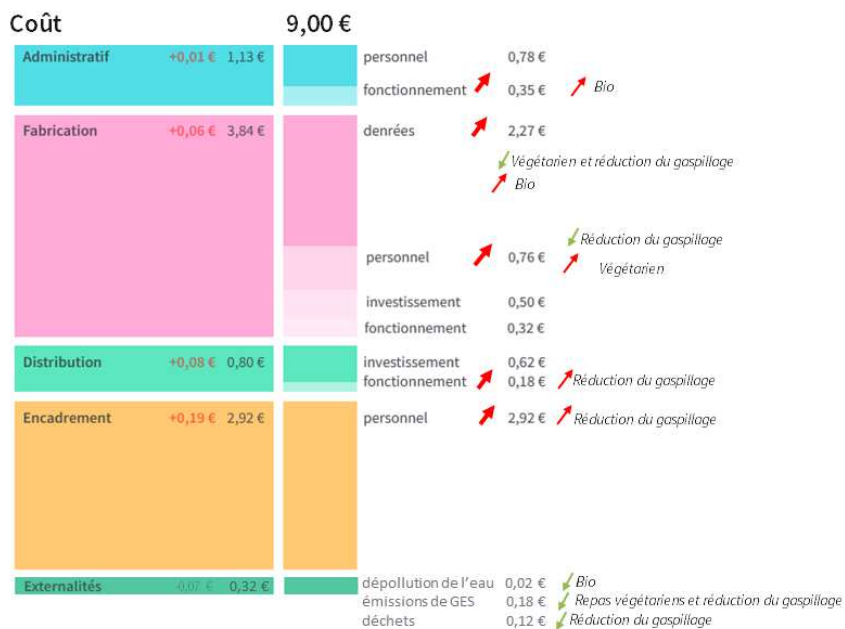 Coût 9,00 €
Administratif +0,01 € 1,13 € personnel 0,78 €
fonctionnement 0,35 € Bio
Fabrication +0,06 € 3,84 € denrées 2,27 €
Végétarien et réduction du gaspillage
Bio
Réduction du gaspillage
personnel 0,76 €
Végétarien
investissement 0,50 €
fonctionnement 0,32 €
Distribution +0,08 € 0,80 € investissement 0,62 €
fonctionnement 0,18 € Réduction du gaspillage
Encadrement +0,19 € 2,92 € personnel 2,92 € Réduction du gaspillage
Externalités -0,07 € 0,32 € dépollution de l'eau 0,02 € Bio
émissions de GES 0,18 € Repas végétariens et réduction du gaspillage
déchets 0,12 € Réduction du gaspillage